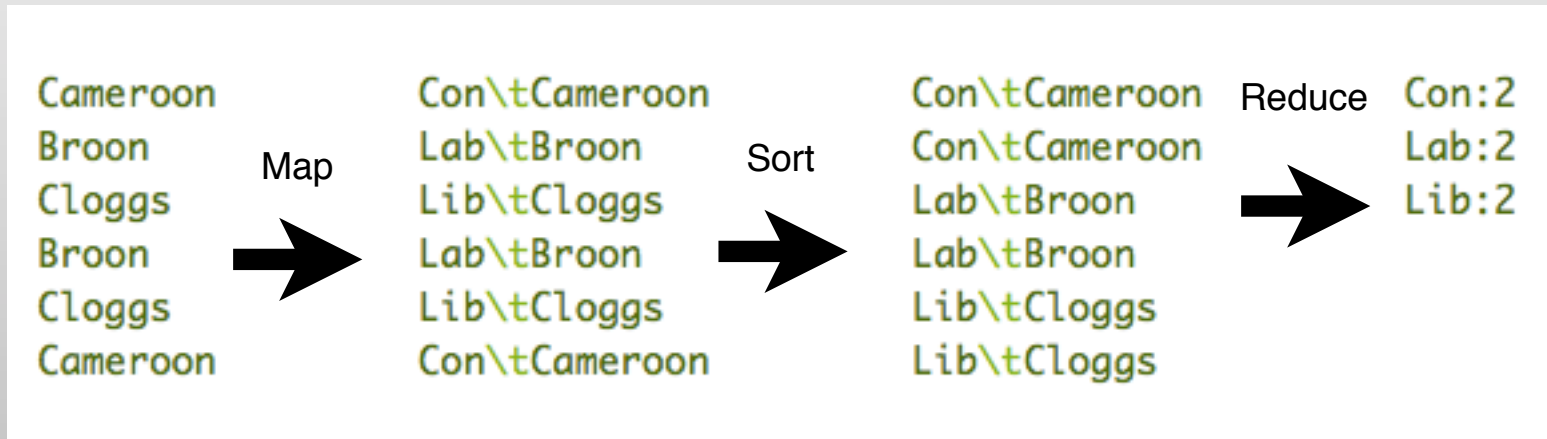 Cameroon
Broon
Cloggs
Broon
Cloggs
Cameroon
Map
Con\tCameroon
Lab\tBroon
Lib\tCloggs
Lab\tBroon
Lib\tCloggs
Con\tCameroon
Sort
Con\tCameroon
Con\tCameroon
Lab\tBroon
Lab\tBroon
Lib\tCloggs
Lib\tCloggs
Reduce
Con:2
Lab:2
Lib:2